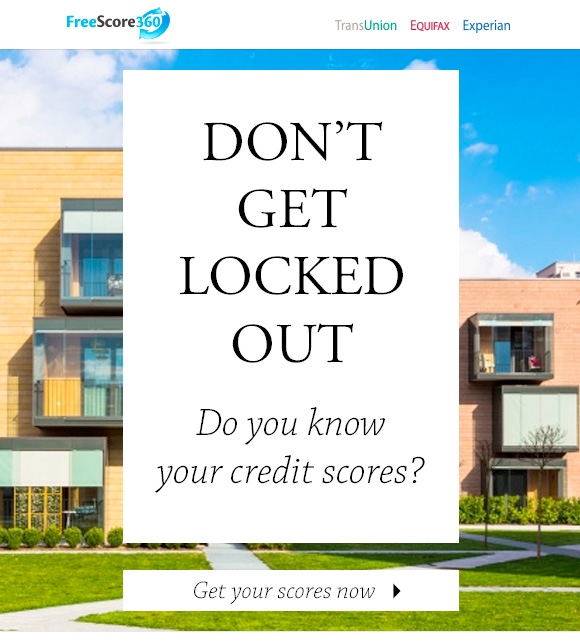 FreeScore360 TransUnion EQUIFAX Experian
DON'T
GET
LOCKED
OUT
Do you know
your credit scores?
Get your scores now